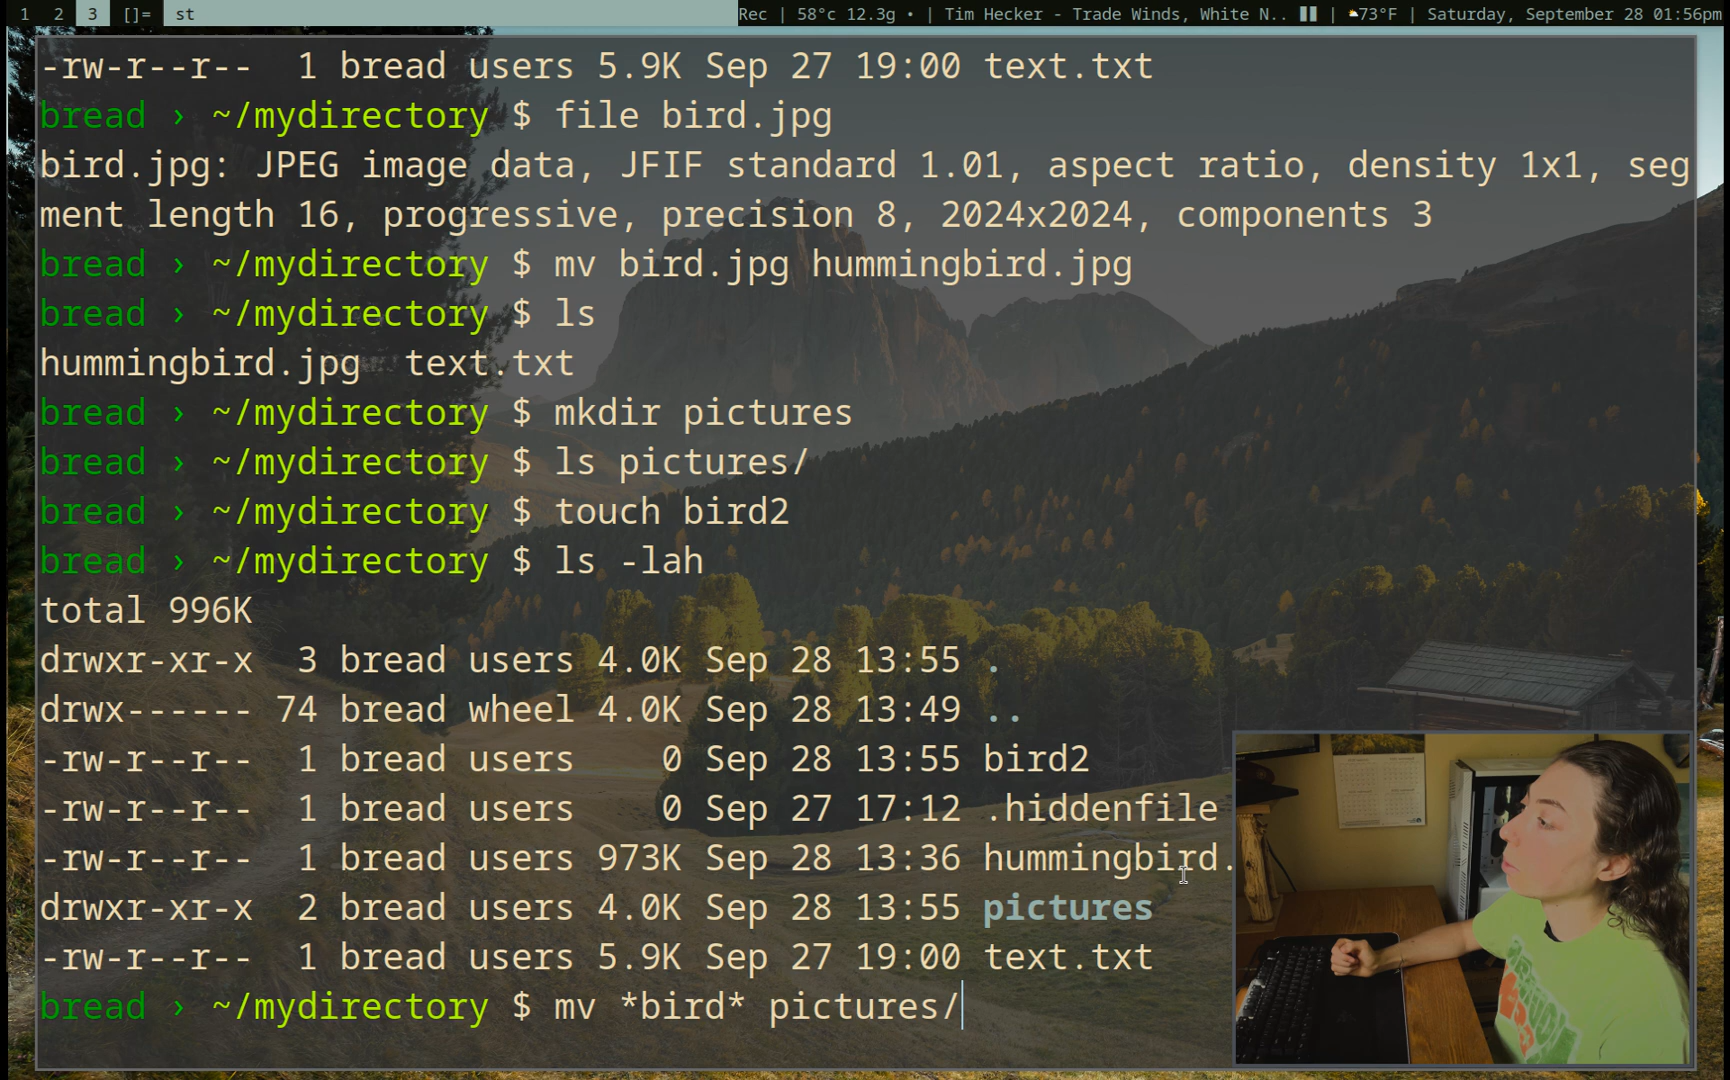 1 2 3 []= st Rec | 58°c 12.3g • | Tim Hecker - Trade Winds, White N.. ▮▮ | ⛅73°F | Saturday, September 28 01:56pm
-rw-r--r--  1 bread users 5.9K Sep 27 19:00 text.txt
bread › ~/mydirectory $ file bird.jpg
bird.jpg: JPEG image data, JFIF standard 1.01, aspect ratio, density 1x1, seg
ment length 16, progressive, precision 8, 2024x2024, components 3
bread › ~/mydirectory $ mv bird.jpg hummingbird.jpg
bread › ~/mydirectory $ ls
hummingbird.jpg  text.txt
bread › ~/mydirectory $ mkdir pictures
bread › ~/mydirectory $ ls pictures/
bread › ~/mydirectory $ touch bird2
bread › ~/mydirectory $ ls -lah
total 996K
drwxr-xr-x  3 bread users 4.0K Sep 28 13:55 .
drwx------ 74 bread wheel 4.0K Sep 28 13:49 ..
-rw-r--r--  1 bread users    0 Sep 28 13:55 bird2
-rw-r--r--  1 bread users    0 Sep 27 17:12 .hiddenfile
-rw-r--r--  1 bread users 973K Sep 28 13:36 hummingbird.
drwxr-xr-x  2 bread users 4.0K Sep 28 13:55 pictures
-rw-r--r--  1 bread users 5.9K Sep 27 19:00 text.txt
bread › ~/mydirectory $ mv *bird* pictures/